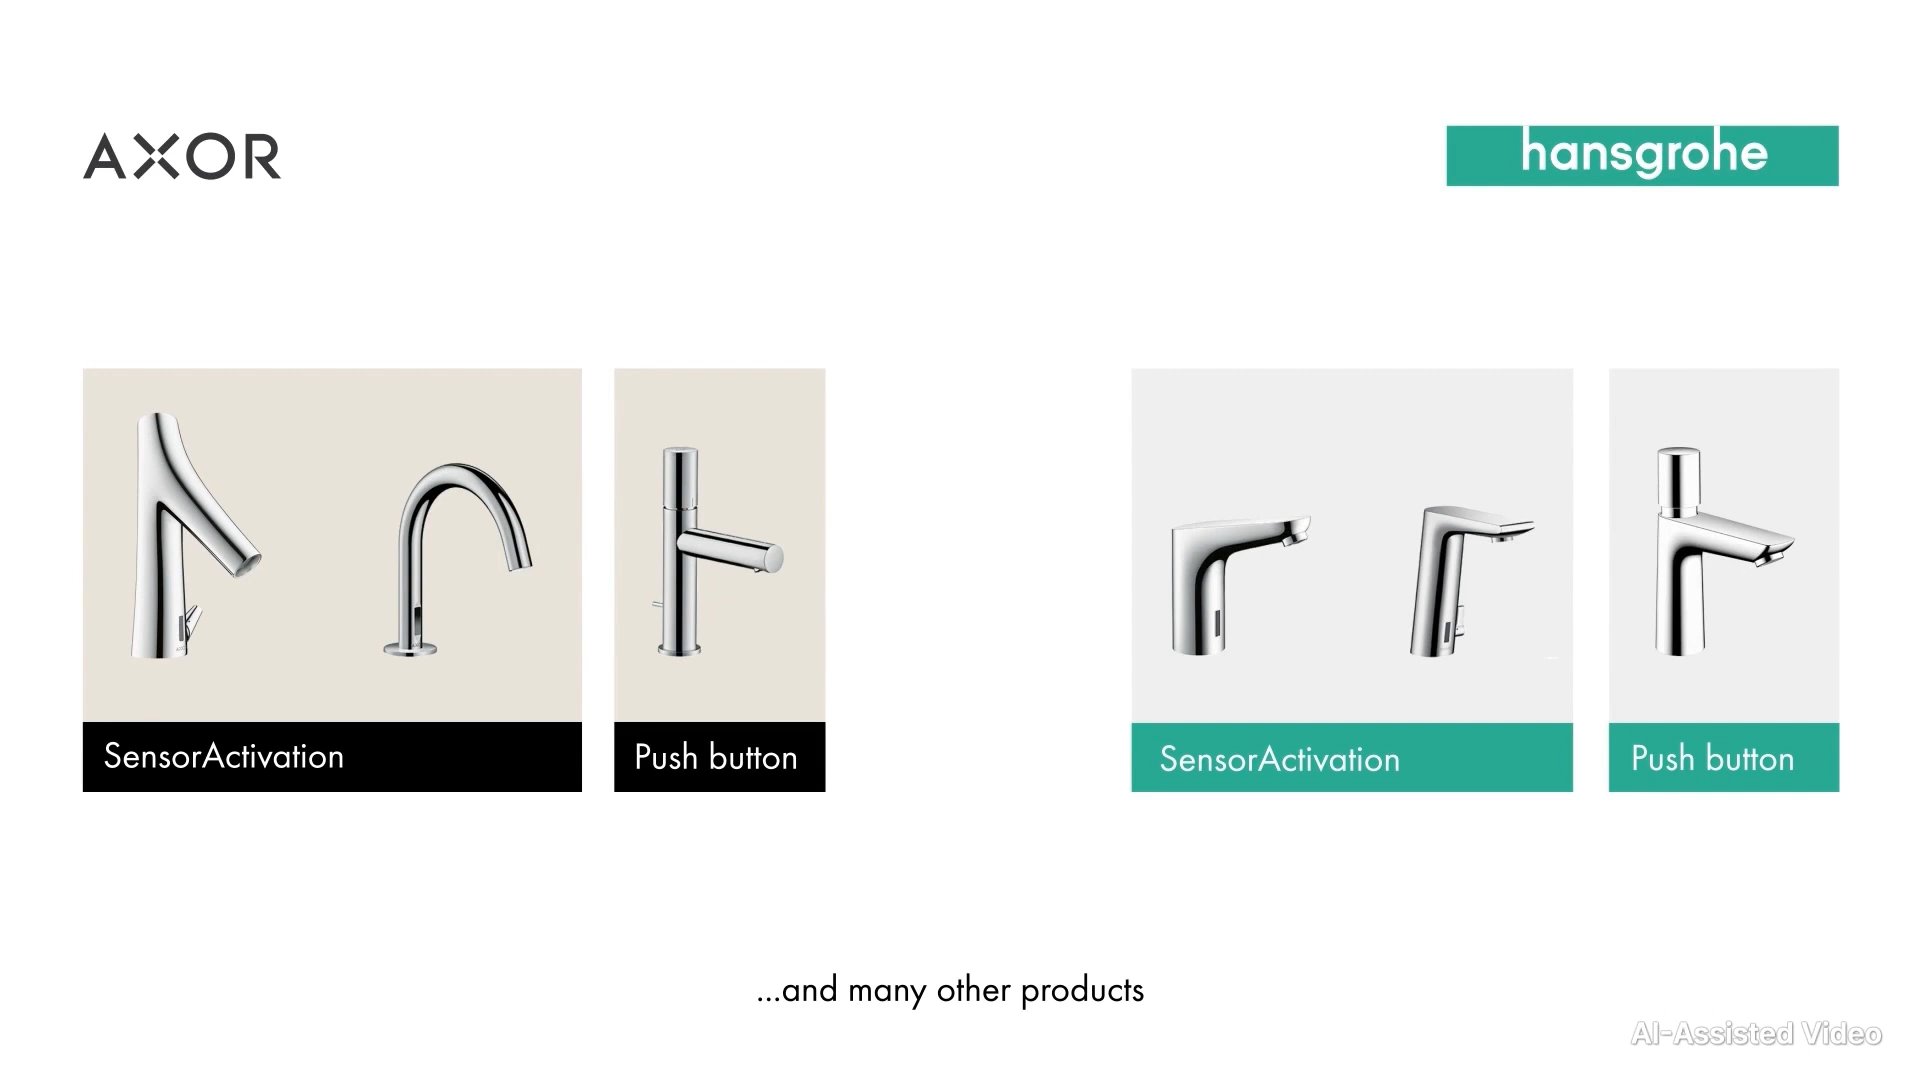 AXOR
hansgrohe
SensorActivation
Push button
SensorActivation
Push button
...and many other products
AI-Assisted Video